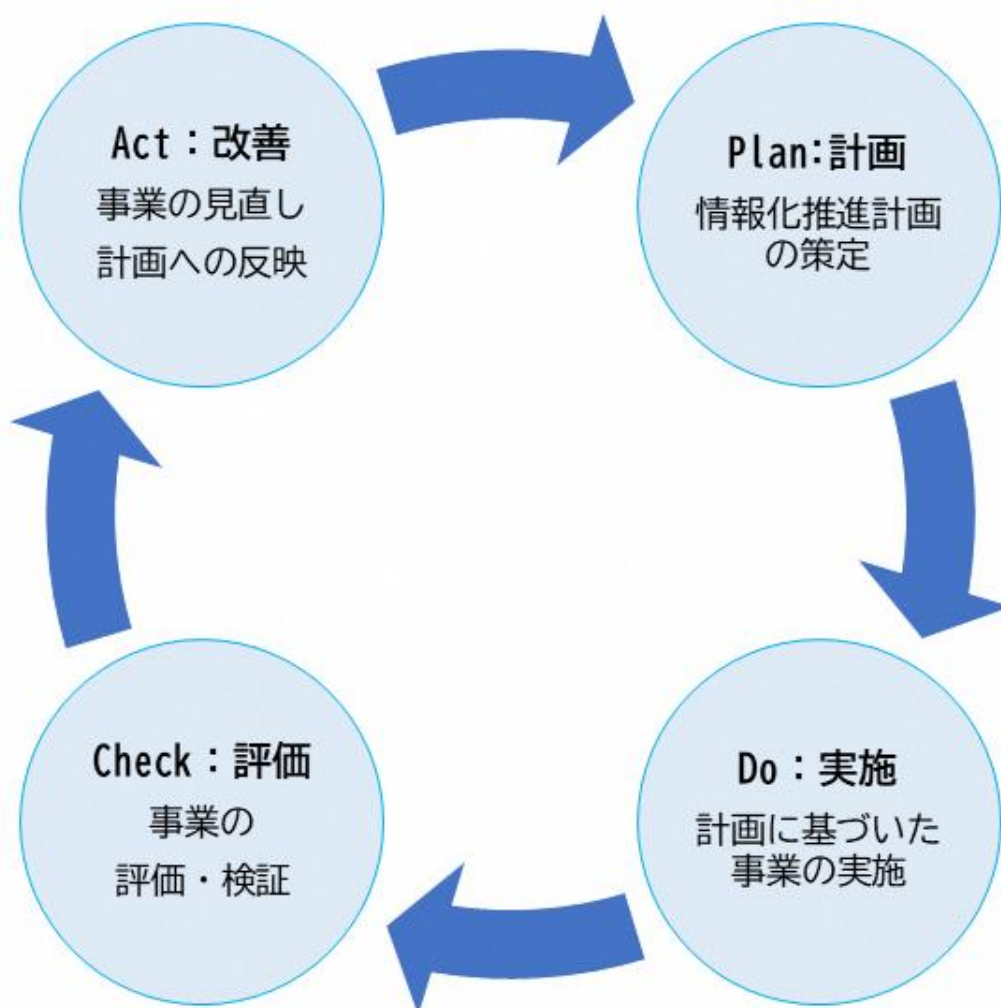 Act：改善
事業の見直し
計画への反映
Plan:計画
情報化推進計画
の策定
Check：評価
事業の
評価・検証
Do：実施
計画に基づいた
事業の実施